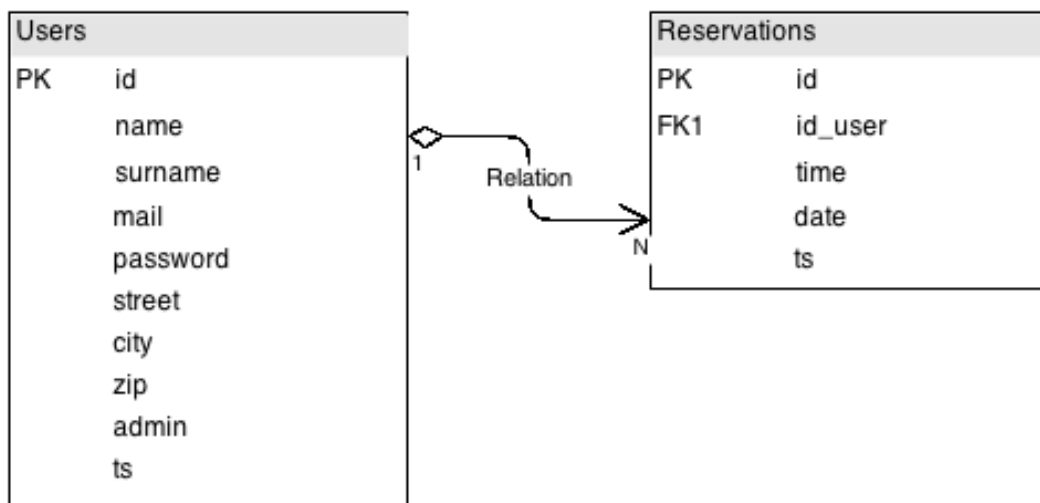 Users
PK id
name
surname
mail
password
street
city
zip
admin
ts
1
Relation
N
Reservations
PK id
FK1 id_user
time
date
ts